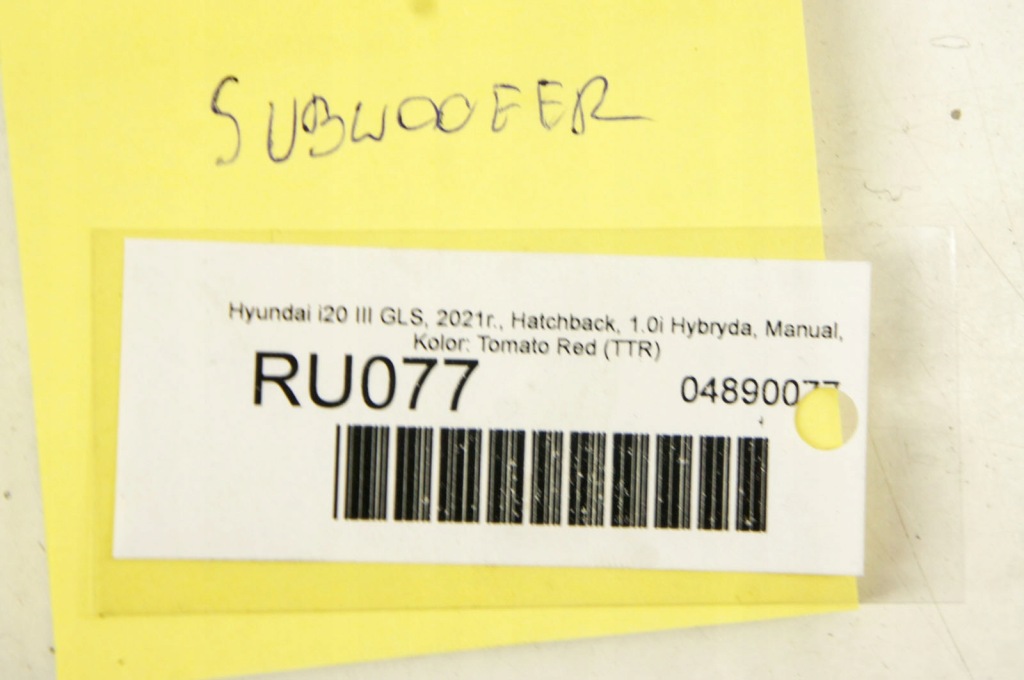 SUBWOOFER
Hyundai i20 III GLS, 2021r., Hatchback, 1.0i Hybryda, Manual,
Kolor: Tomato Red (TTR)
RU077
04890077